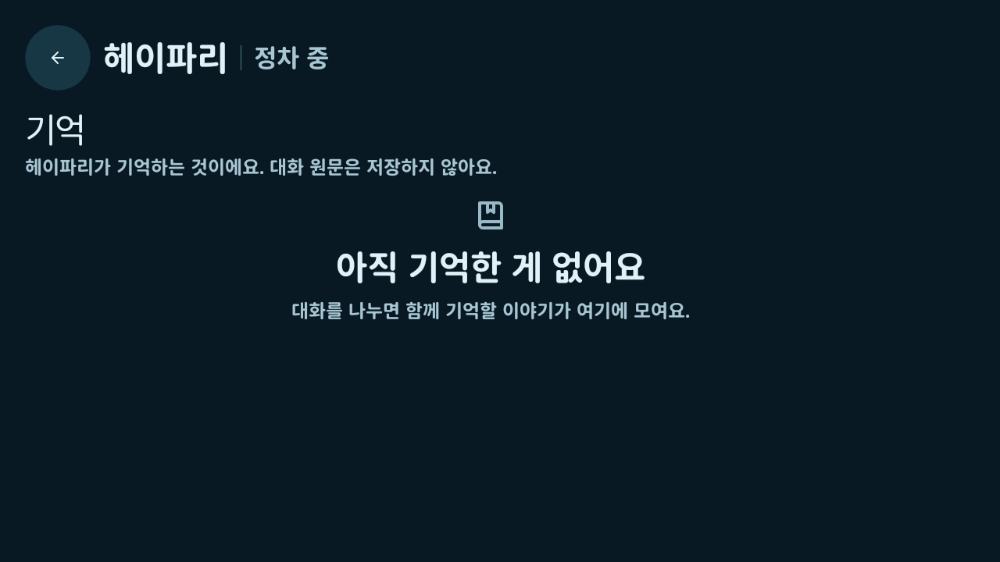 헤이파리 정차 중
기억
헤이파리가 기억하는 것이에요. 대화 원문은 저장하지 않아요.
아직 기억한 게 없어요
대화를 나누면 함께 기억할 이야기가 여기에 모여요.